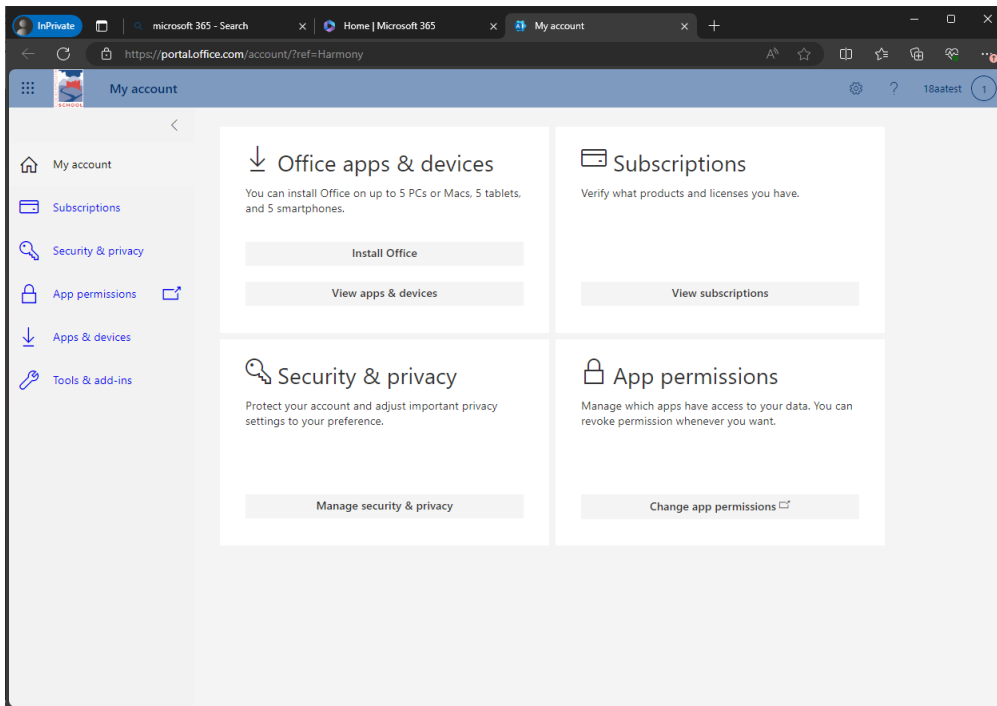 InPrivate
microsoft 365 - Search
Home | Microsoft 365
My account
https://portal.office.com/account/?ref=Harmony
SCHOOL
My account
18aatest
1
My account
Subscriptions
Security & privacy
App permissions
Apps & devices
Tools & add-ins
Office apps & devices
You can install Office on up to 5 PCs or Macs, 5 tablets,
and 5 smartphones.
Install Office
View apps & devices
Subscriptions
Verify what products and licenses you have.
View subscriptions
Security & privacy
Protect your account and adjust important privacy
settings to your preference.
Manage security & privacy
App permissions
Manage which apps have access to your data. You can
revoke permission whenever you want.
Change app permissions